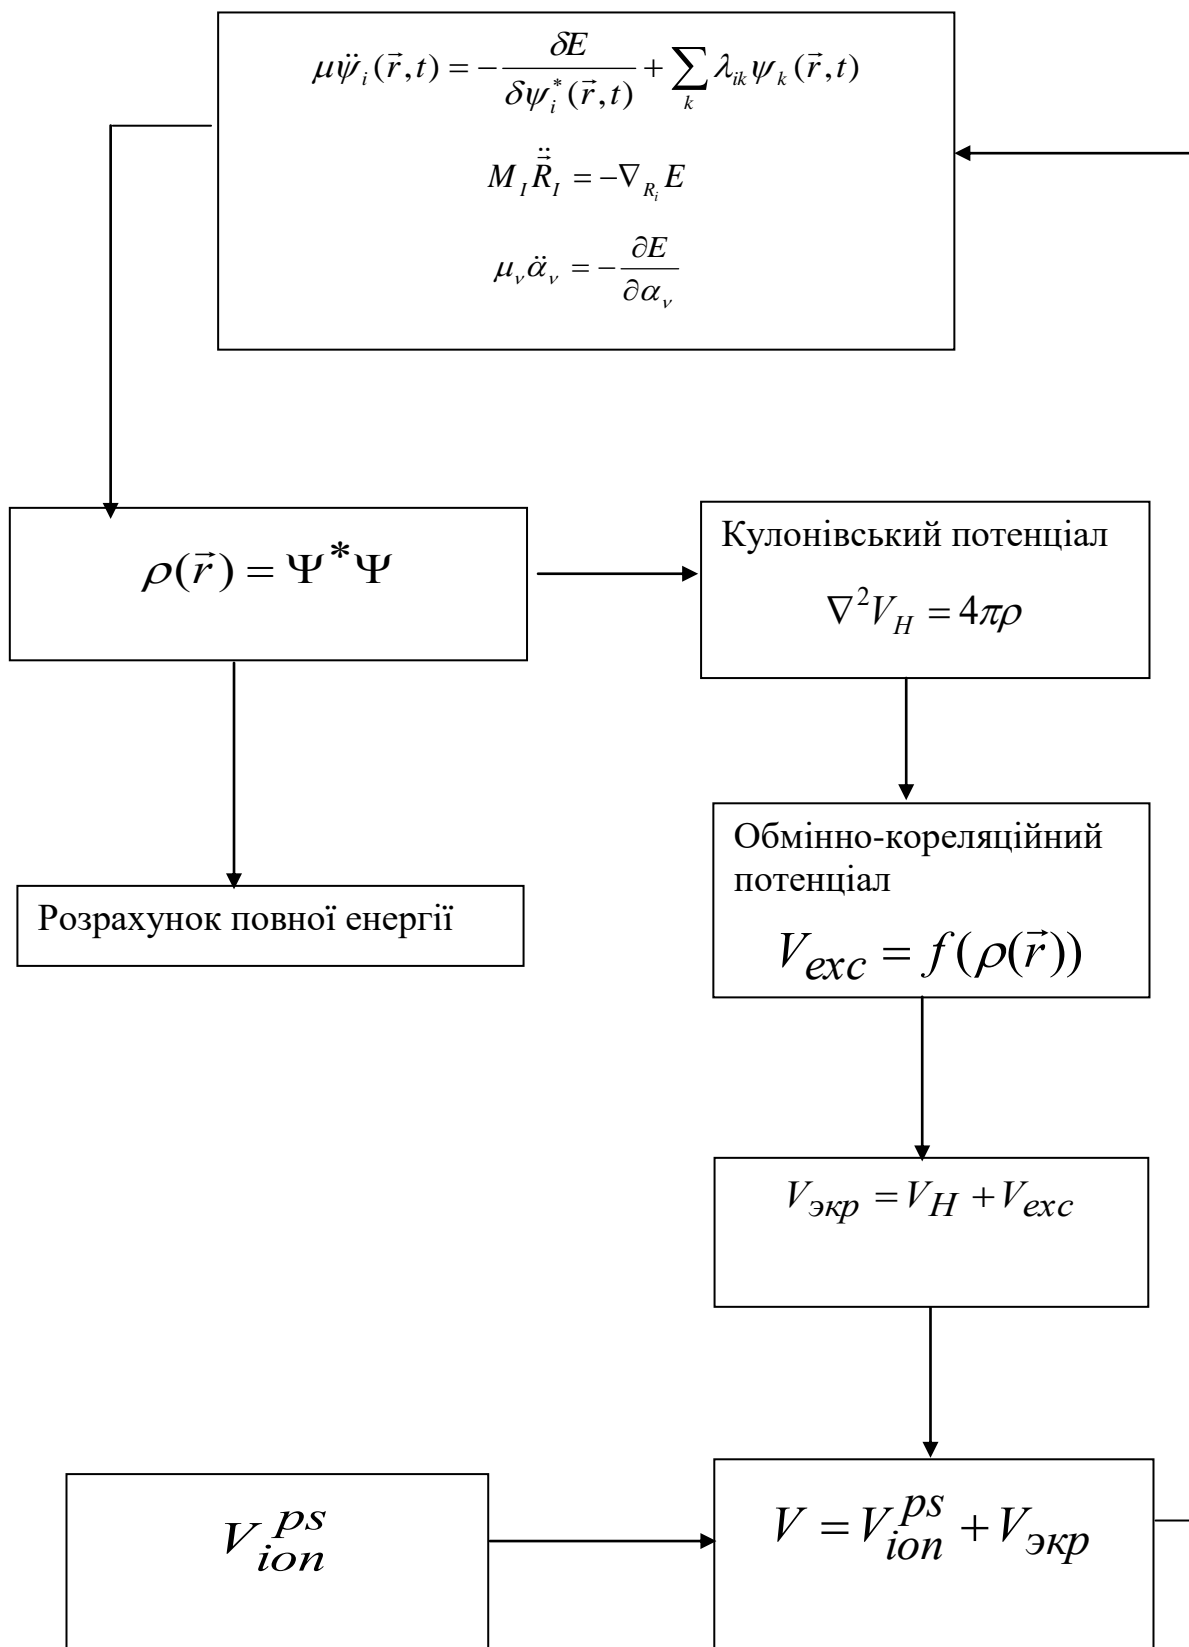 μψ̈ᵢ(r⃗,t) = −δE/δψᵢ*(r⃗,t) + ∑ₖ λᵢₖψₖ(r⃗,t)
M_I R⃗̈_I = −∇_{R_i} E
μ_ν α̈_ν = −∂E/∂α_ν
ρ(r⃗) = Ψ*Ψ
Кулонівський потенціал
∇²V_H = 4πρ
Обмінно-кореляційний
потенціал
V_exc = f(ρ(r⃗))
Розрахунок повної енергії
V_экр = V_H + V_exc
V_ion^ps
V = V_ion^ps + V_экр